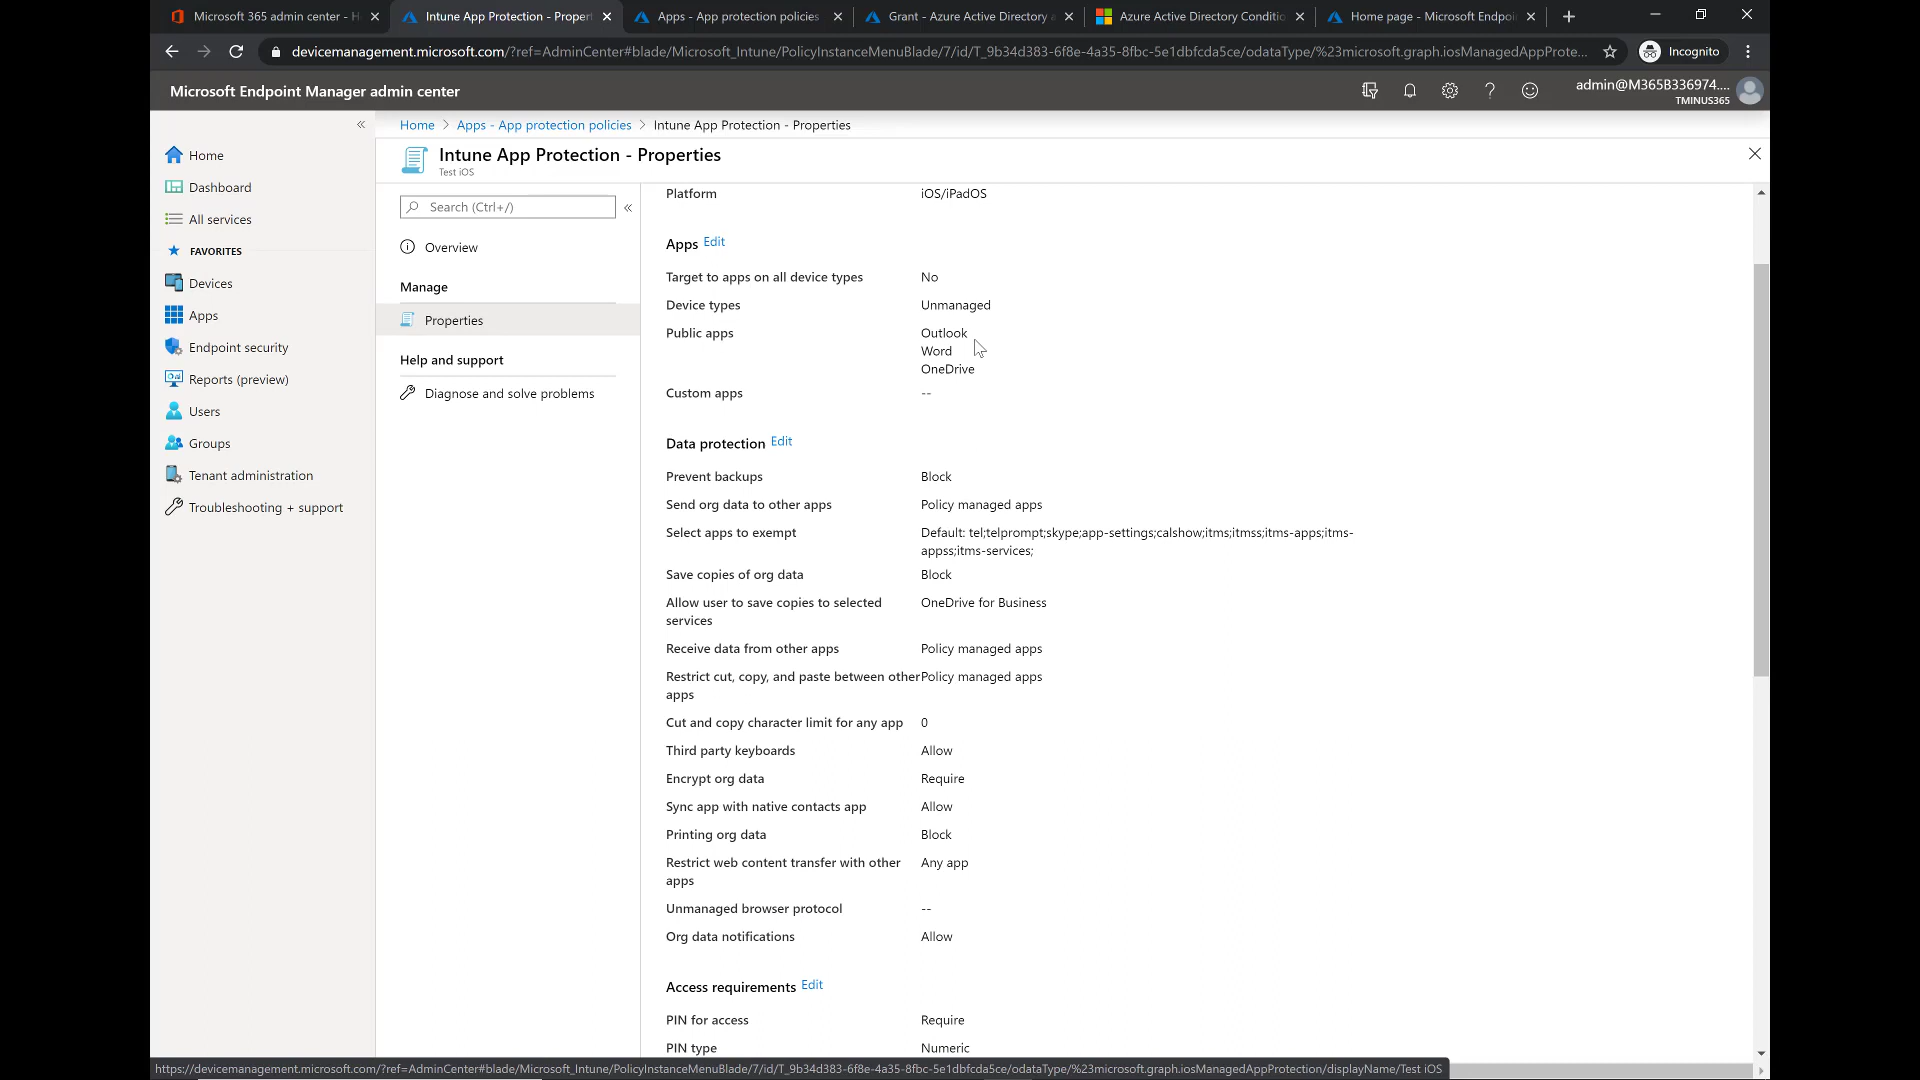 Microsoft 365 admin center - H
Intune App Protection - Propert
Apps - App protection policies
Grant - Azure Active Directory a
Azure Active Directory Conditio
Home page - Microsoft Endpoi
devicemanagement.microsoft.com/?ref=AdminCenter#blade/Microsoft_Intune/PolicyInstanceMenuBlade/7/id/T_9b34d383-6f8e-4a35-8fbc-5e1dbfcda5ce/odataType/%23microsoft.graph.iosManagedAppProte...
Incognito
Microsoft Endpoint Manager admin center
admin@M365B336974....
TMINUS365
Home > Apps - App protection policies > Intune App Protection - Properties
Intune App Protection - Properties
Test iOS
Home
Dashboard
All services
FAVORITES
Devices
Apps
Endpoint security
Reports (preview)
Users
Groups
Tenant administration
Troubleshooting + support
Search (Ctrl+/)
Overview
Manage
Properties
Help and support
Diagnose and solve problems
Platform iOS/iPadOS
Apps Edit
Target to apps on all device types No
Device types Unmanaged
Public apps Outlook
Word
OneDrive
Custom apps --
Data protection Edit
Prevent backups Block
Send org data to other apps Policy managed apps
Select apps to exempt Default: tel;telprompt;skype;app-settings;calshow;itms;itmss;itms-apps;itms-
appss;itms-services;
Save copies of org data Block
Allow user to save copies to selected OneDrive for Business
services
Receive data from other apps Policy managed apps
Restrict cut, copy, and paste between other Policy managed apps
apps
Cut and copy character limit for any app 0
Third party keyboards Allow
Encrypt org data Require
Sync app with native contacts app Allow
Printing org data Block
Restrict web content transfer with other Any app
apps
Unmanaged browser protocol --
Org data notifications Allow
Access requirements Edit
PIN for access Require
PIN type Numeric
https://devicemanagement.microsoft.com/?ref=AdminCenter#blade/Microsoft_Intune/PolicyInstanceMenuBlade/7/id/T_9b34d383-6f8e-4a35-8fbc-5e1dbfcda5ce/odataType/%23microsoft.graph.iosManagedAppProtection/displayName/Test iOS